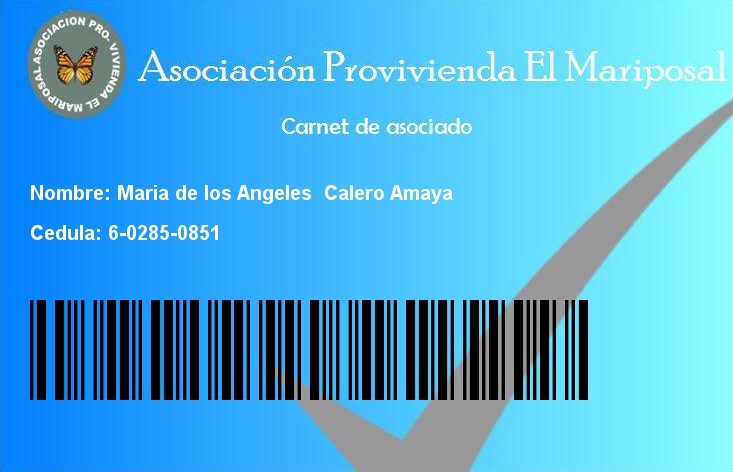 ASOCIACION PRO. VIVIENDA EL MARIPOSAL
Asociación Provivienda El Mariposal
Carnet de asociado
Nombre: Maria de los Angeles  Calero Amaya
Cedula: 6-0285-0851